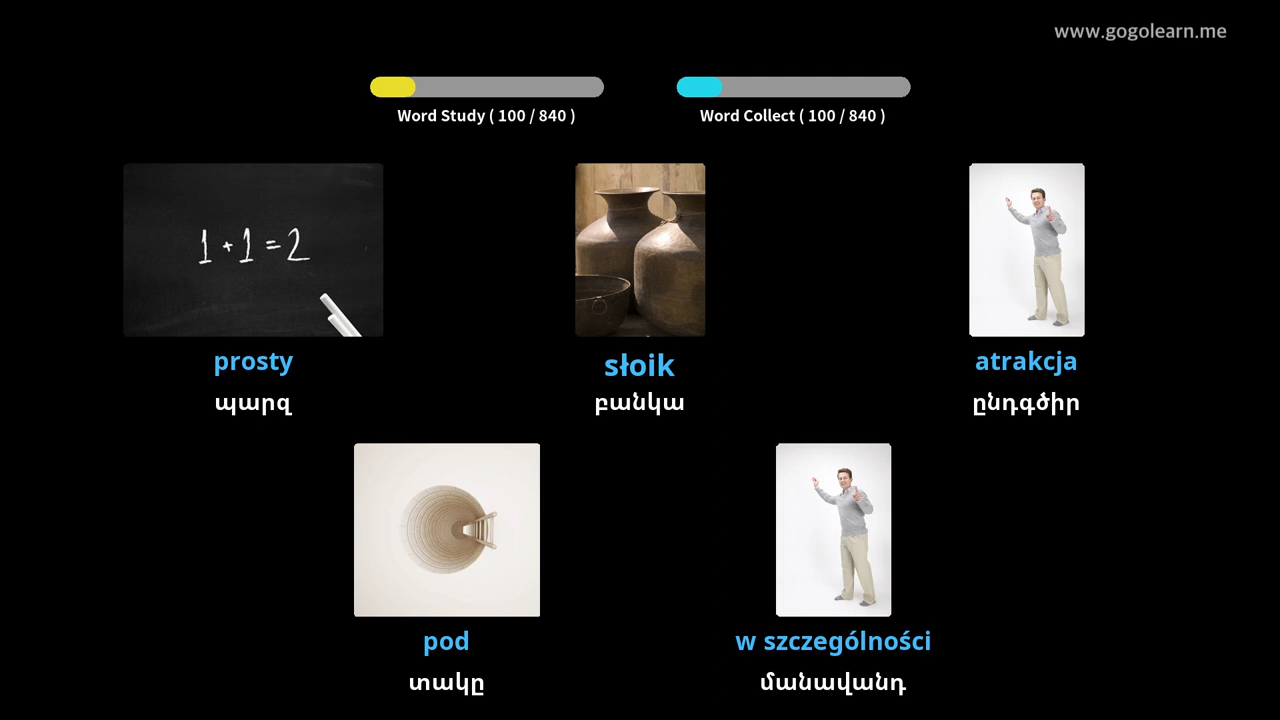 www.gogolearn.me
Word Study ( 100 / 840 )
Word Collect ( 100 / 840 )
1 + 1 = 2
prosty
պարզ
słoik
բանկա
atrakcja
ընդգծիր
pod
տակը
w szczególności
մանավանդ